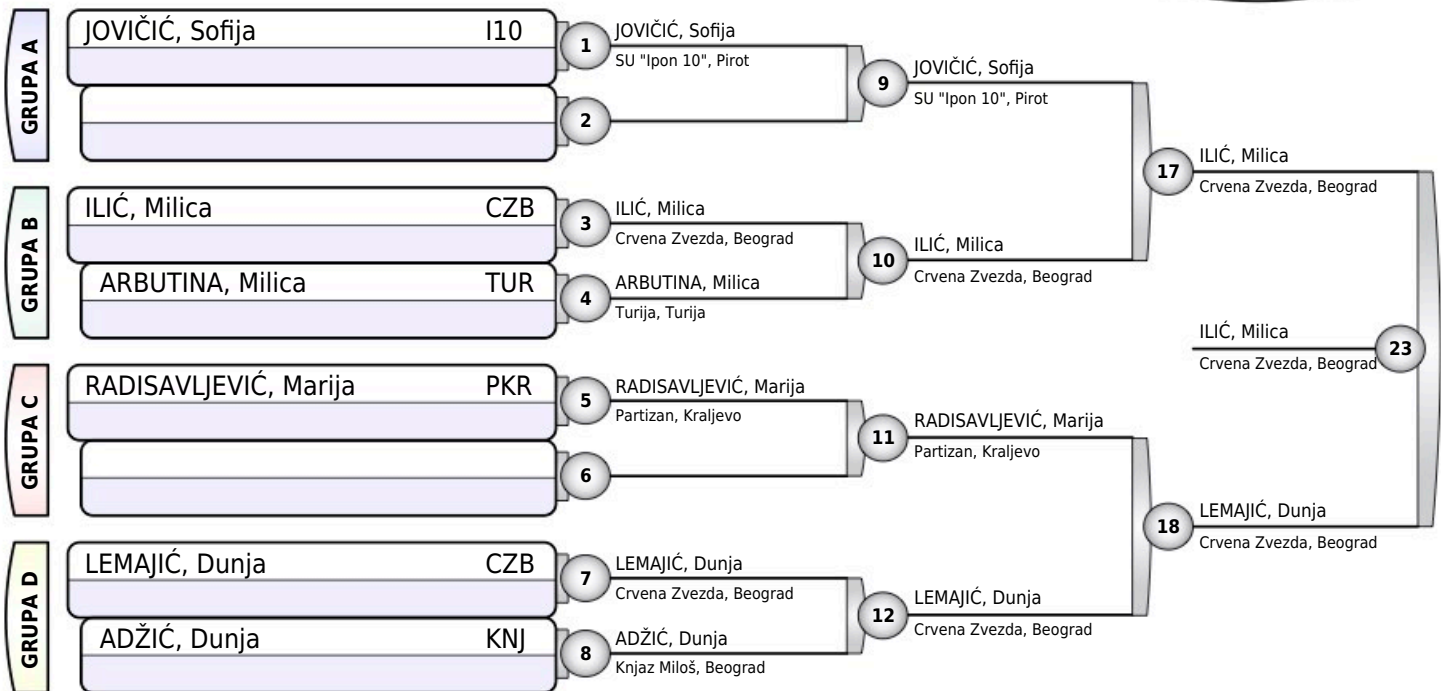 GRUPA A
JOVIČIĆ, Sofija I10
1
2
JOVIČIĆ, Sofija
SU "Ipon 10", Pirot
9
JOVIČIĆ, Sofija
SU "Ipon 10", Pirot
GRUPA B
ILIĆ, Milica CZB
ARBUTINA, Milica TUR
3
ILIĆ, Milica
Crvena Zvezda, Beograd
4
ARBUTINA, Milica
Turija, Turija
10
ILIĆ, Milica
Crvena Zvezda, Beograd
17
ILIĆ, Milica
Crvena Zvezda, Beograd
GRUPA C
RADISAVLJEVIĆ, Marija PKR
5
RADISAVLJEVIĆ, Marija
Partizan, Kraljevo
6
11
RADISAVLJEVIĆ, Marija
Partizan, Kraljevo
GRUPA D
LEMAJIĆ, Dunja CZB
ADŽIĆ, Dunja KNJ
7
LEMAJIĆ, Dunja
Crvena Zvezda, Beograd
8
ADŽIĆ, Dunja
Knjaz Miloš, Beograd
12
LEMAJIĆ, Dunja
Crvena Zvezda, Beograd
18
LEMAJIĆ, Dunja
Crvena Zvezda, Beograd
ILIĆ, Milica
Crvena Zvezda, Beograd
23